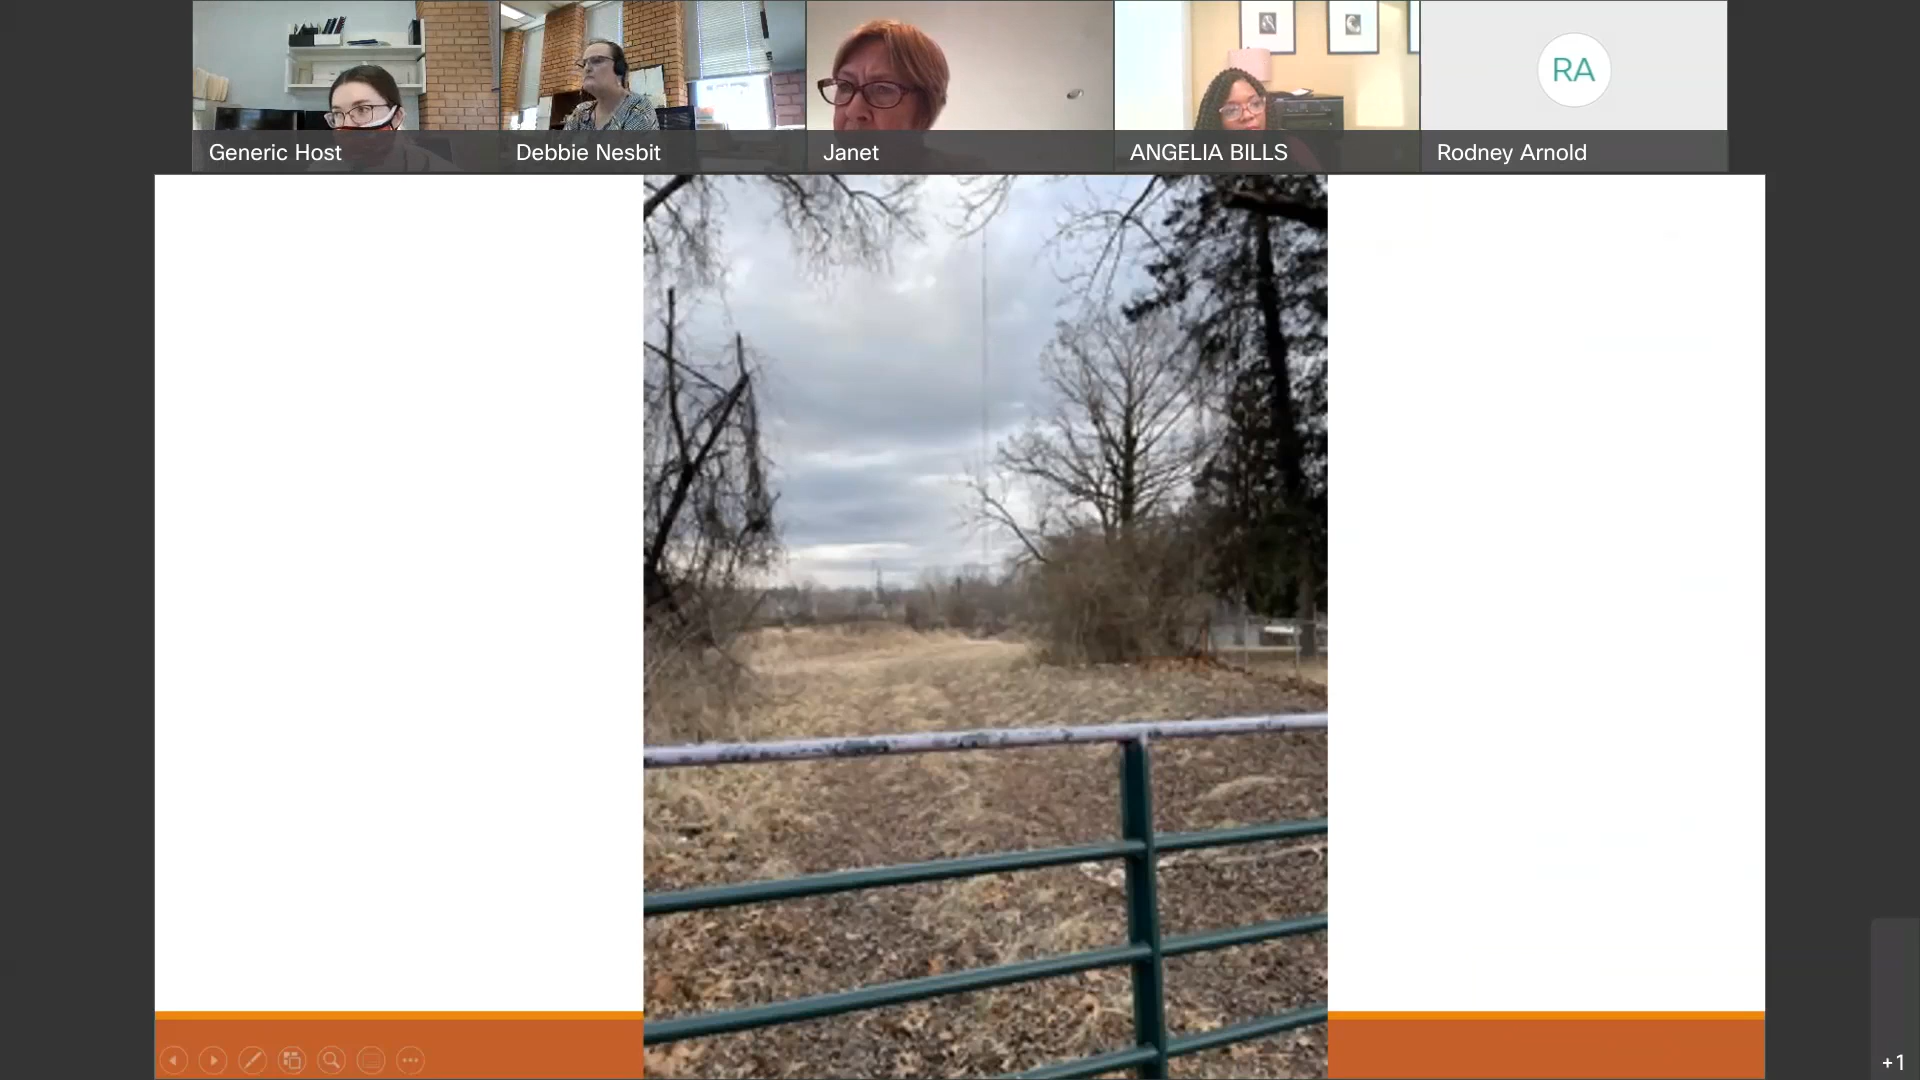 RA
Generic Host
Debbie Nesbit
Janet
ANGELIA BILLS
Rodney Arnold
+1